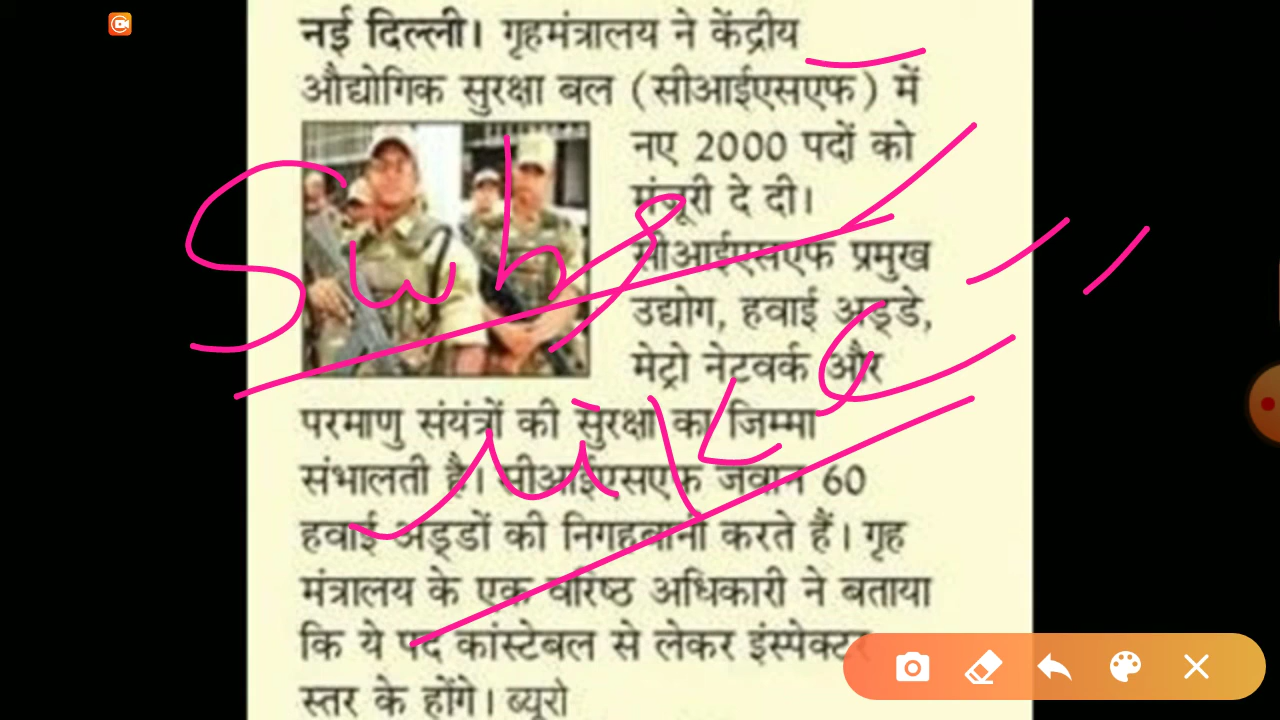 नई दिल्ली। गृहमंत्रालय ने केंद्रीय
औद्योगिक सुरक्षा बल (सीआईएसएफ) में
नए 2000 पदों को
मंजूरी दे दी।
सीआईएसएफ प्रमुख
उद्योग, हवाई अड्डे,
मेट्रो नेटवर्क और
परमाणु संयंत्रों की सुरक्षा का जिम्मा
संभालती है। सीआईएसएफ जवान 60
हवाई अड्डों की निगहबानी करते हैं। गृह
मंत्रालय के एक वरिष्ठ अधिकारी ने बताया
कि ये पद कांस्टेबल से लेकर इंस्पेक्टर
स्तर के होंगे। ब्यूरो
Subs